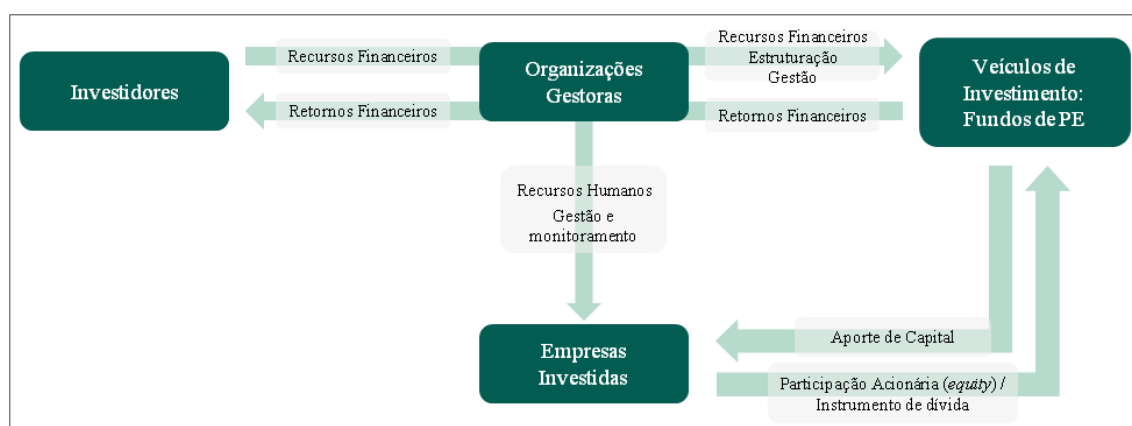 Investidores
Recursos Financeiros
Retornos Financeiros
Organizações
Gestoras
Recursos Financeiros
Estruturação
Gestão
Retornos Financeiros
Veículos de
Investimento:
Fundos de PE
Recursos Humanos
Gestão e
monitoramento
Empresas
Investidas
Aporte de Capital
Participação Acionária (equity) /
Instrumento de dívida